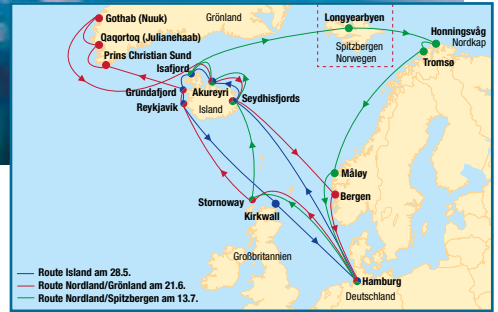 Gothab (Nuuk)
Grönland
Longyearbyen
Honningsvåg
Nordkap
Qaqortoq (Julianehaab)
Spitzbergen
Norwegen
Tromsø
Prins Christian Sund
Isafjord
Grundafjord
Akureyri
Seydhisfjords
Reykjavik
Island
Måløy
Stornoway
Bergen
Kirkwall
Großbritannien
Hamburg
Deutschland
Route Island am 28.5.
Route Nordland/Grönland am 21.6.
Route Nordland/Spitzbergen am 13.7.